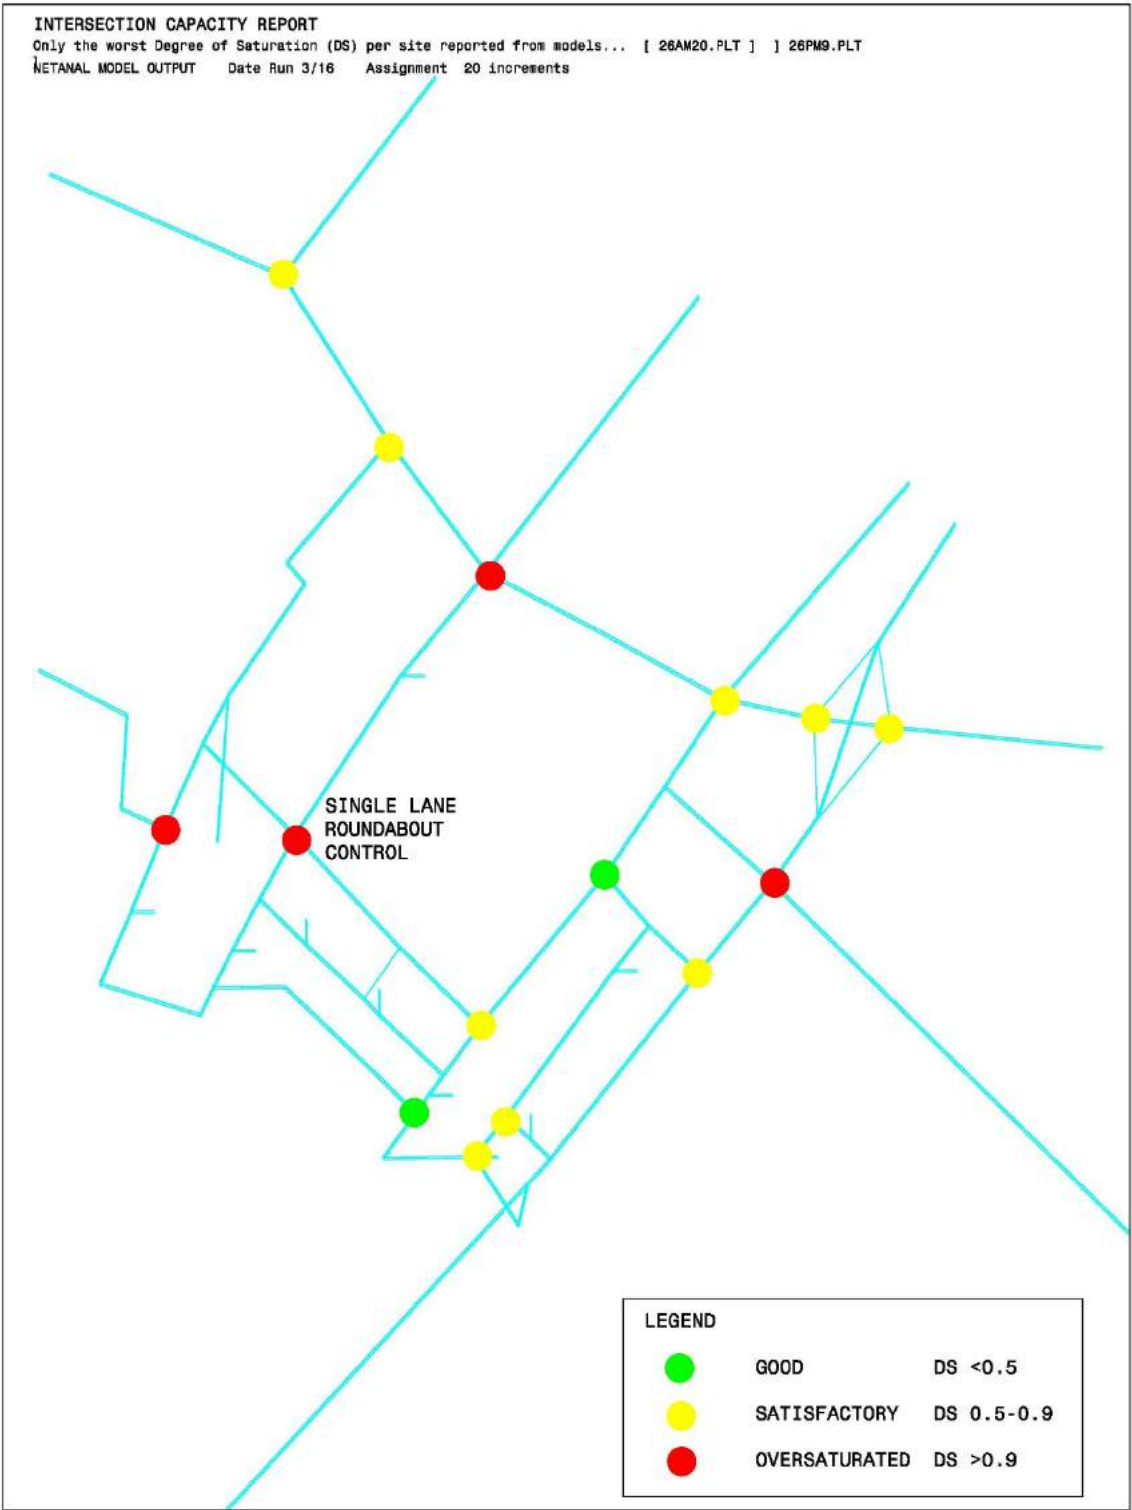 INTERSECTION CAPACITY REPORT
Only the worst Degree of Saturation (DS) per site reported from models... [ 26AM20.PLT ] ] 26PM9.PLT
]
NETANAL MODEL OUTPUT Date Run 3/16 Assignment 20 increments
SINGLE LANE
ROUNDABOUT
CONTROL
LEGEND
GOOD DS <0.5
SATISFACTORY DS 0.5-0.9
OVERSATURATED DS >0.9